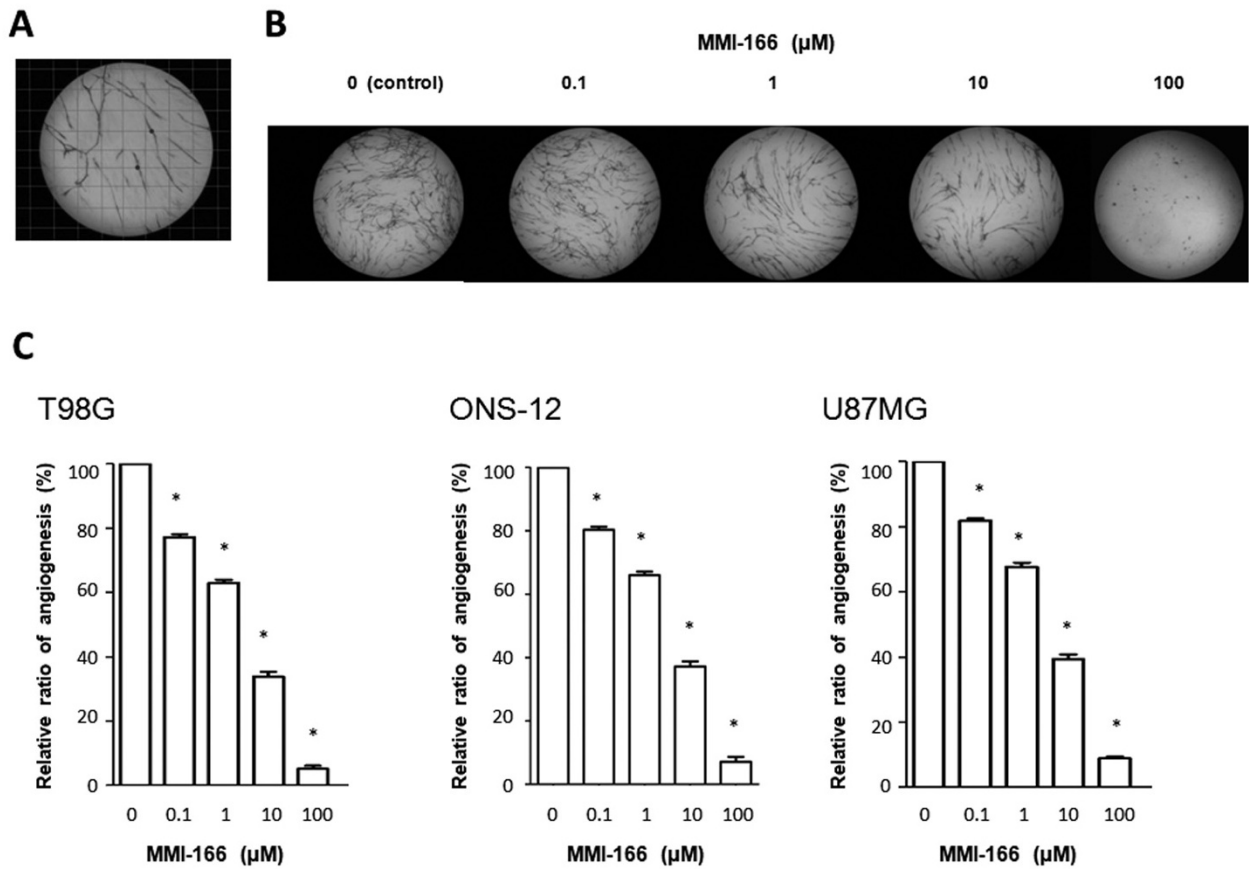 A
B
MMI-166 (µM)
0 (control) 0.1 1 10 100
C
T98G
Relative ratio of angiogenesis (%)
100
80
60
40
20
0
0 0.1 1 10 100
MMI-166 (µM)
ONS-12
Relative ratio of angiogenesis (%)
100
80
60
40
20
0
0 0.1 1 10 100
MMI-166 (µM)
U87MG
Relative ratio of angiogenesis (%)
100
80
60
40
20
0
0 0.1 1 10 100
MMI-166 (µM)
* * * *
* * * *
* * * *